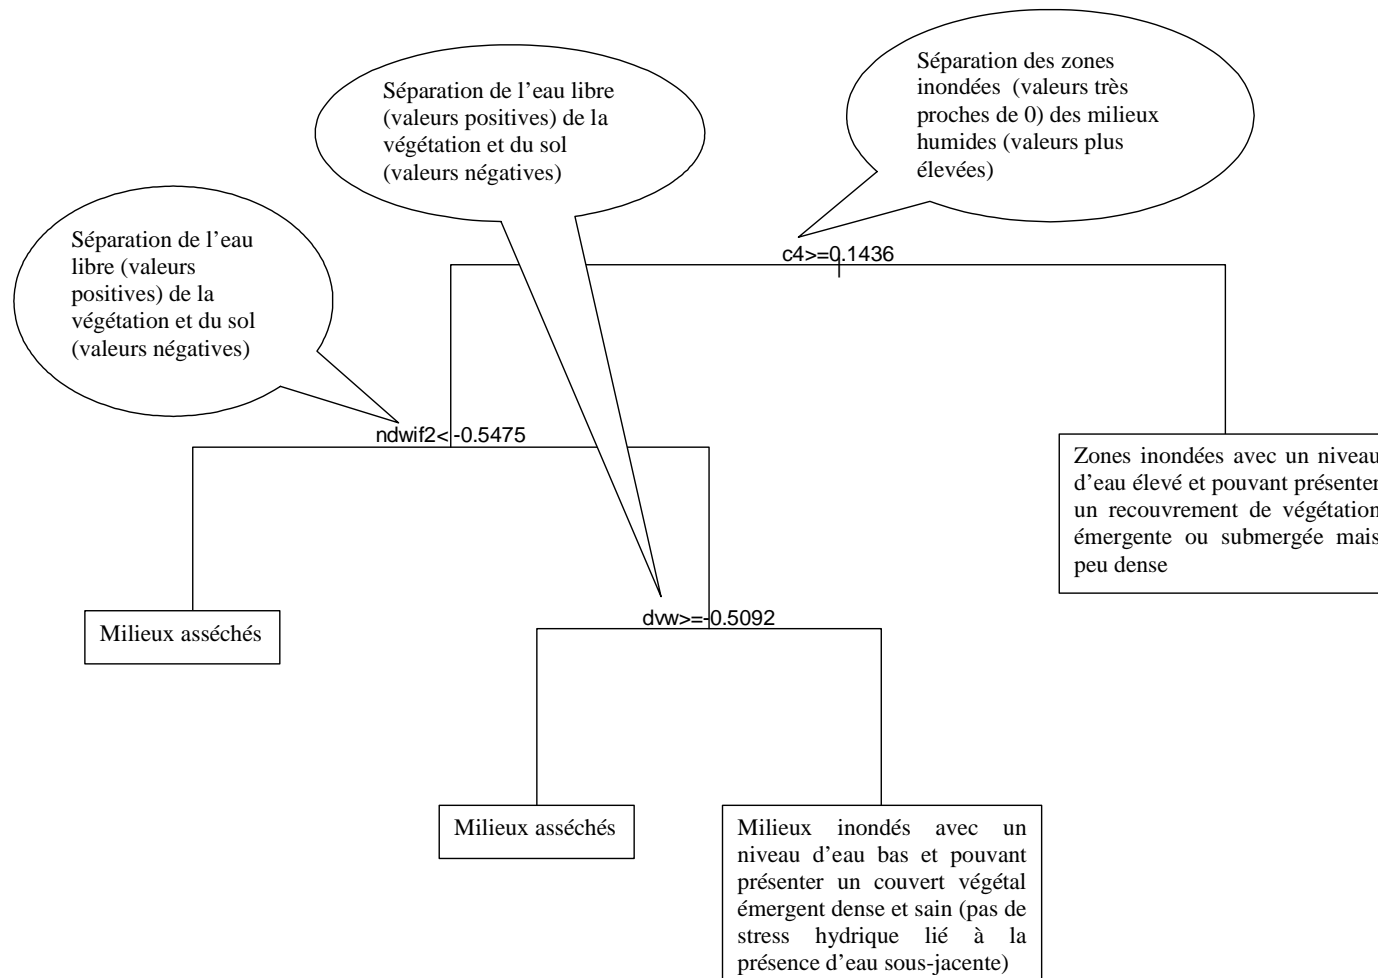 Séparation des zones
inondées (valeurs très
proches de 0) des milieux
humides (valeurs plus
élevées)
Séparation de l'eau libre
(valeurs positives) de la
végétation et du sol
(valeurs négatives)
Séparation de l'eau
libre (valeurs
positives) de la
végétation et du sol
(valeurs négatives)
c4>=0.1436
ndwif2< -0.5475
Zones inondées avec un niveau
d'eau élevé et pouvant présenter
un recouvrement de végétation
émergente ou submergée mais
peu dense
Milieux asséchés
dvw>=-0.5092
Milieux asséchés
Milieux inondés avec un
niveau d'eau bas et pouvant
présenter un couvert végétal
émergent dense et sain (pas de
stress hydrique lié à la
présence d'eau sous-jacente)